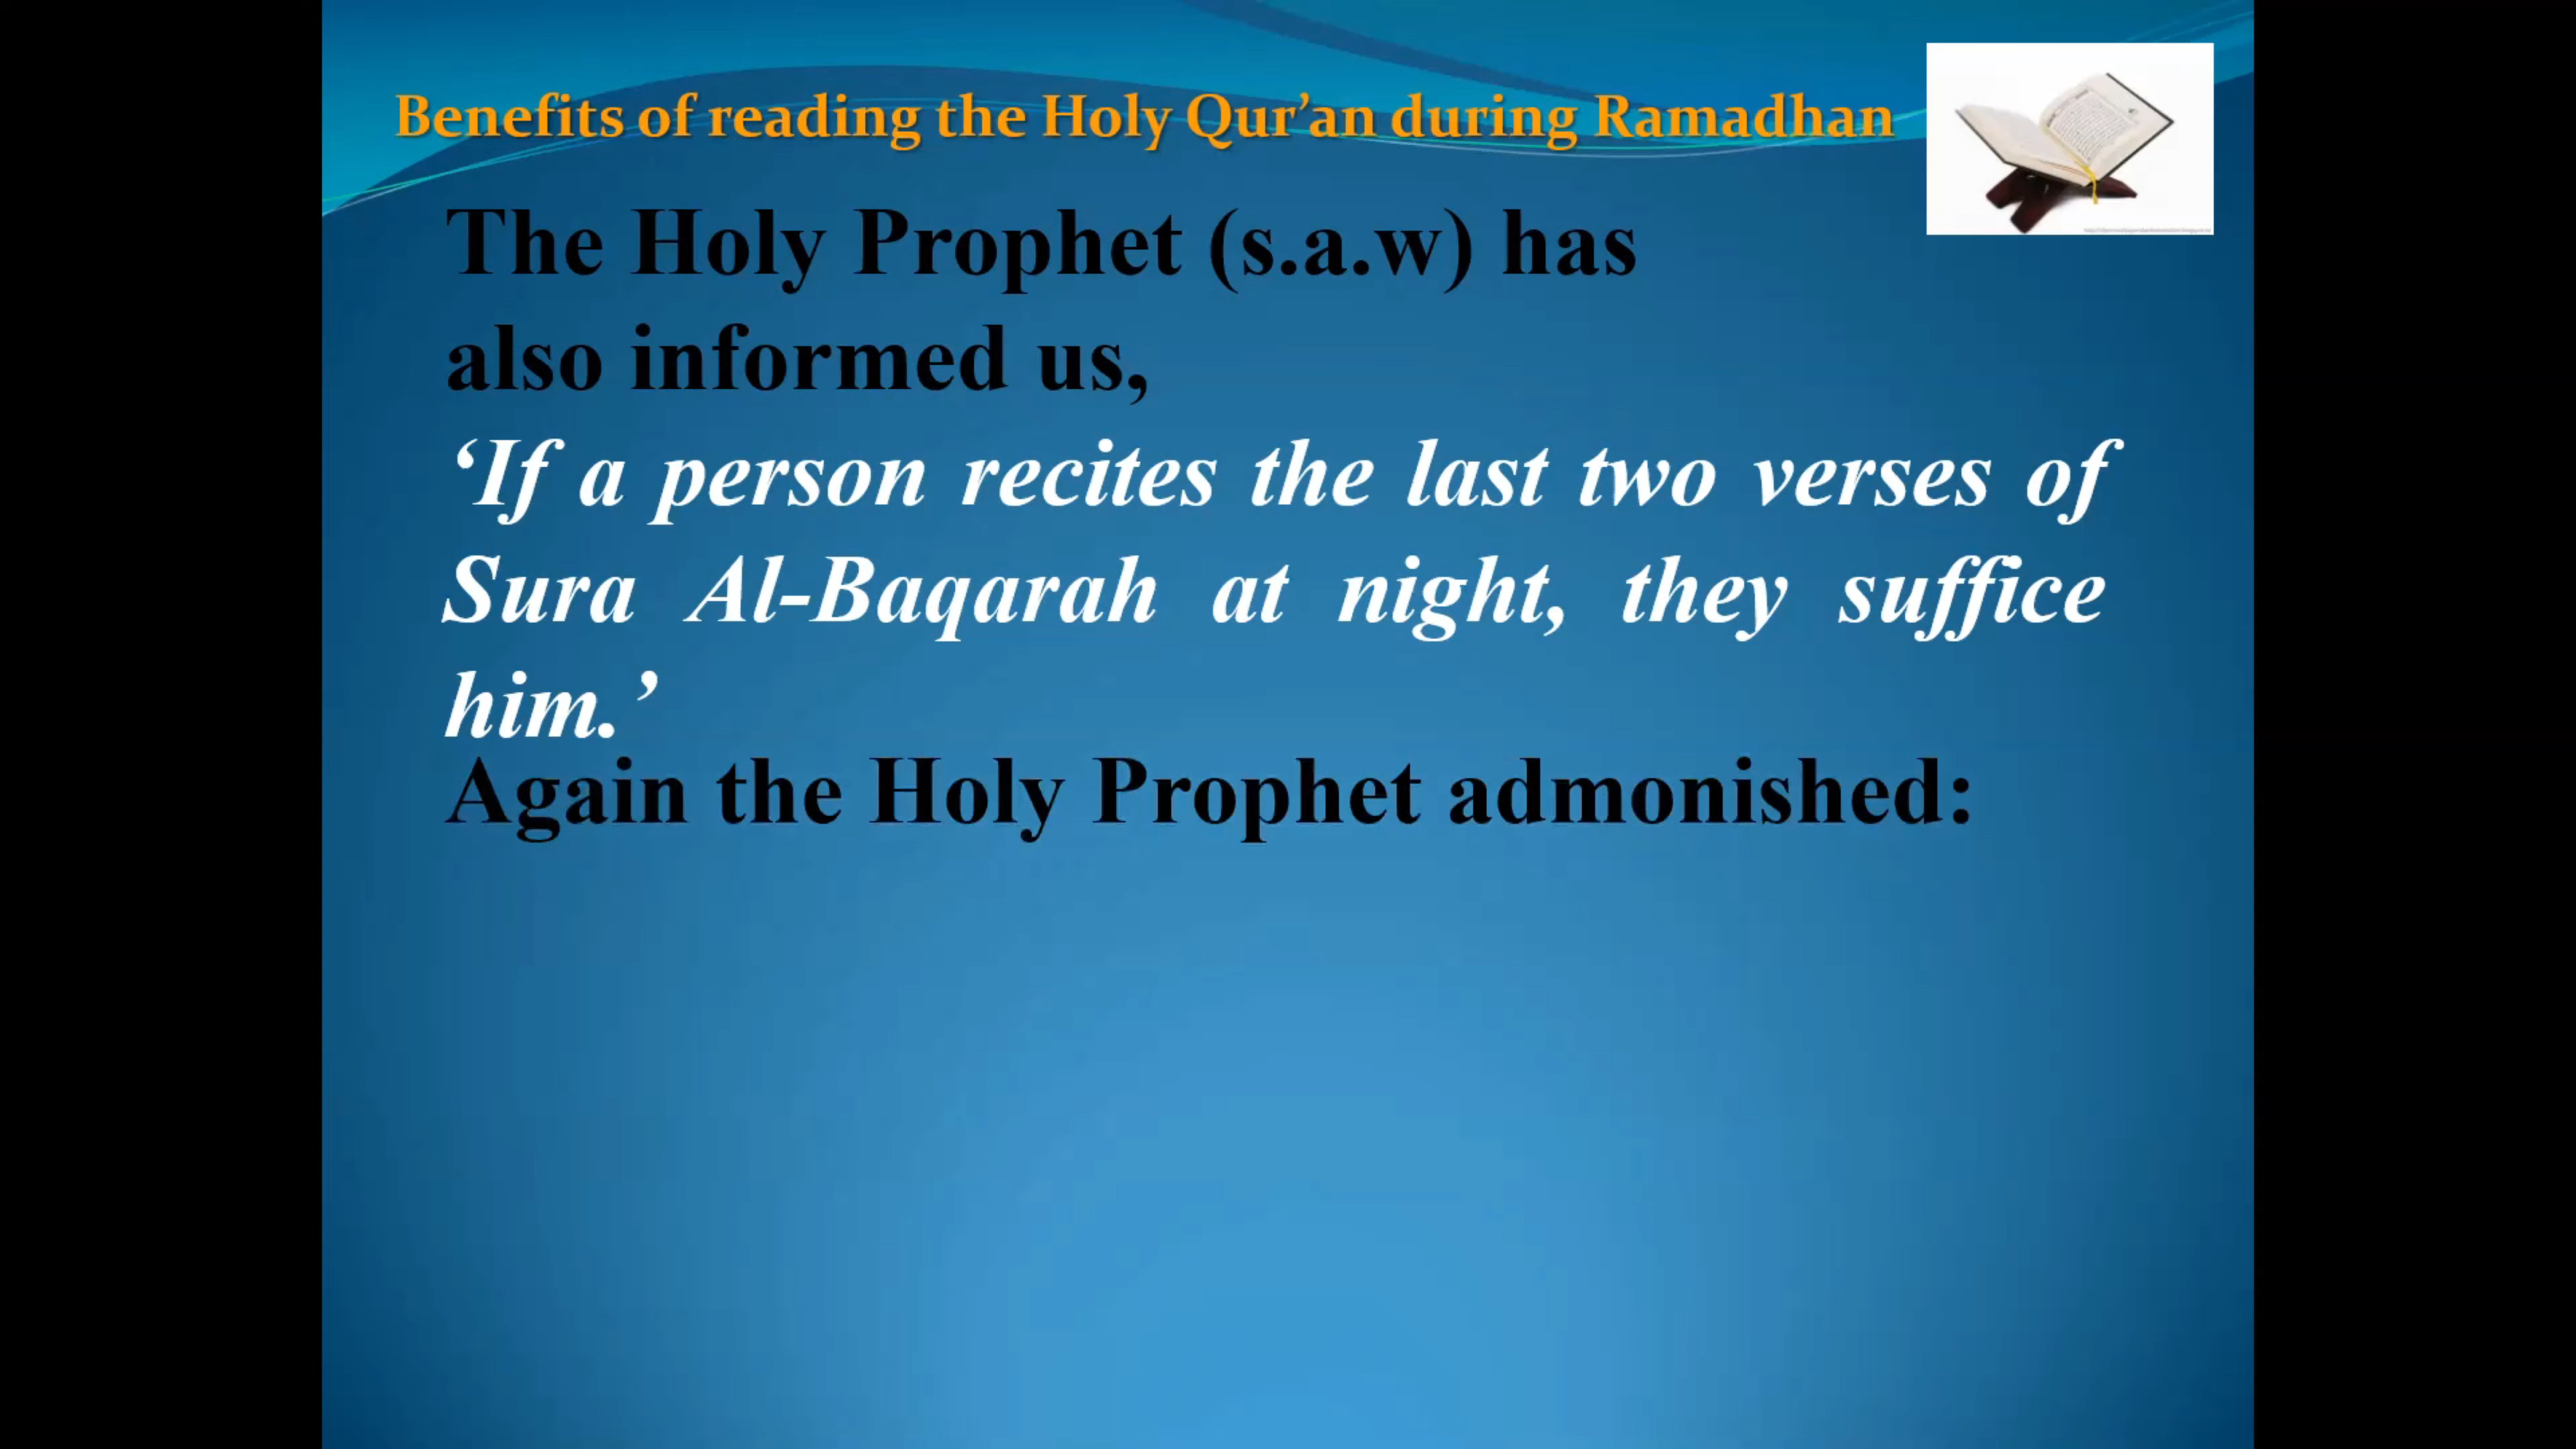 Benefits of reading the Holy Qur’an during Ramadhan
The Holy Prophet (s.a.w) has
also informed us,
‘If a person recites the last two verses of
Sura Al-Baqarah at night, they suffice
him.’
Again the Holy Prophet admonished: